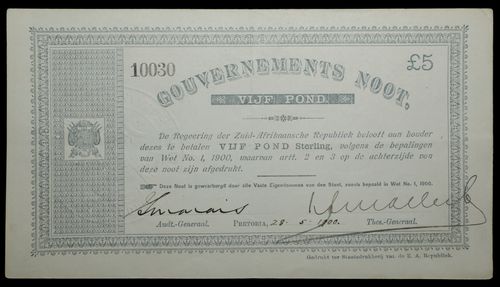 10030
£5
GOUVERNEMENTS NOOT,
VIJF POND.
De Regeering der Zuid-Afrikaansche Republiek belooft aan houder
dezes te betalen VIJF POND Sterling, volgens de bepalingen
van Wet No. 1, 1900, waarvan artt. 2 en 3 op de achterzijde van
deze noot zijn afgedrukt.
Deze Noot is gewaarborgd door alle Vaste Eigendommen van den Staat, zooals bepaald in Wet No. 1, 1900.
Audt.-Generaal. PRETORIA, 28-5-1900. Thes.-Generaal.
Gedrukt ter Staatsdrukkerij van de Z. A. Republiek.